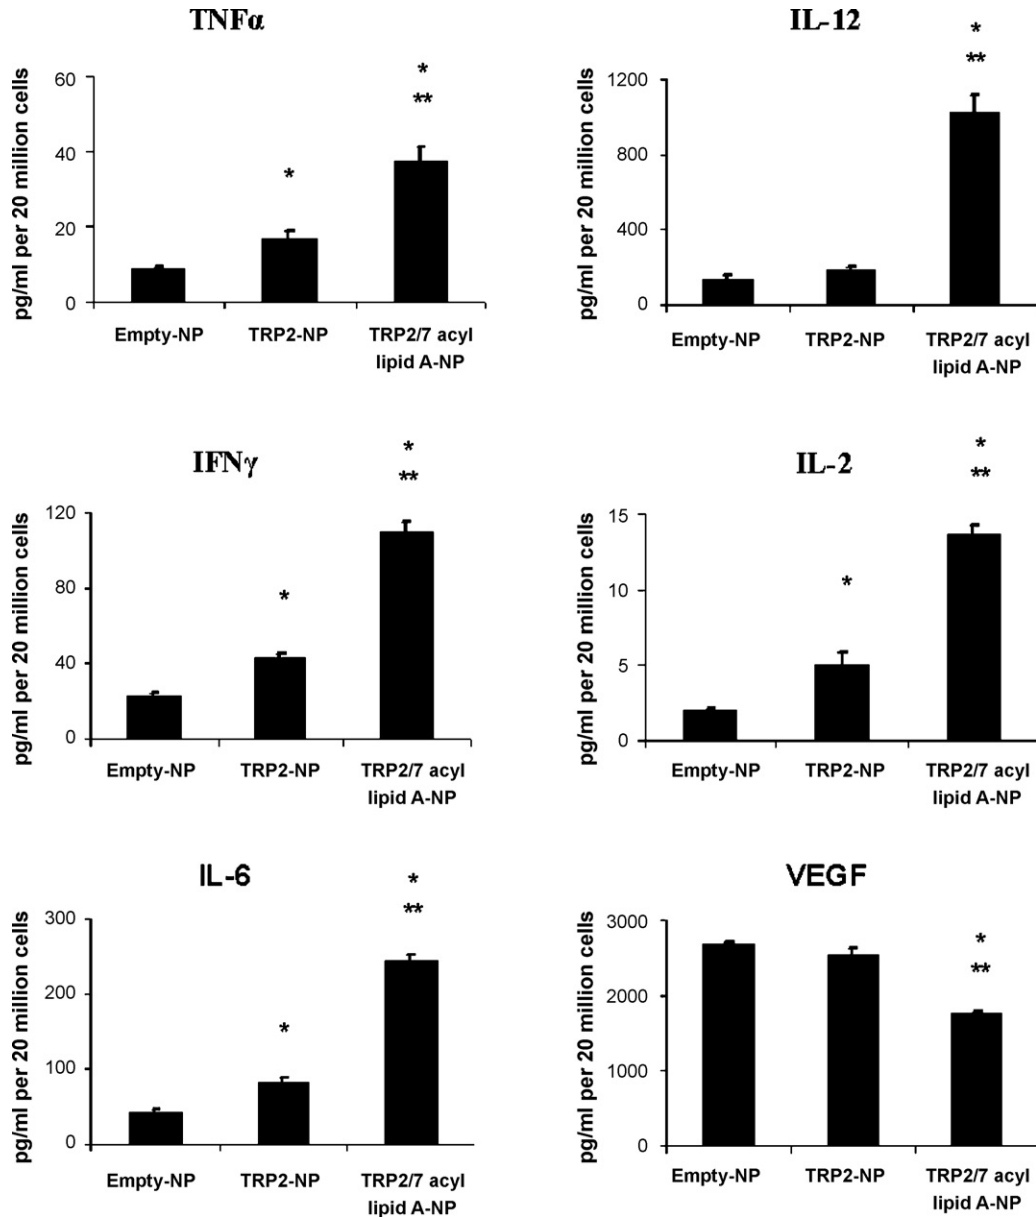 TNFα
*
**
*
pg/ml per 20 million cells
60
40
20
0
Empty-NP
TRP2-NP
TRP2/7 acyl
lipid A-NP
IL-12
*
**
pg/ml per 20 million cells
1200
800
400
0
Empty-NP
TRP2-NP
TRP2/7 acyl
lipid A-NP
IFNγ
*
**
*
pg/ml per 20 million cells
120
80
40
0
Empty-NP
TRP2-NP
TRP2/7 acyl
lipid A-NP
IL-2
*
**
*
pg/ml per 20 million cells
15
10
5
0
Empty-NP
TRP2-NP
TRP2/7 acyl
lipid A-NP
IL-6
*
**
*
pg/ml per 20 million cells
300
200
100
0
Empty-NP
TRP2-NP
TRP2/7 acyl
lipid A-NP
VEGF
*
**
pg/ml per 20 million cells
3000
2000
1000
0
Empty-NP
TRP2-NP
TRP2/7 acyl
lipid A-NP